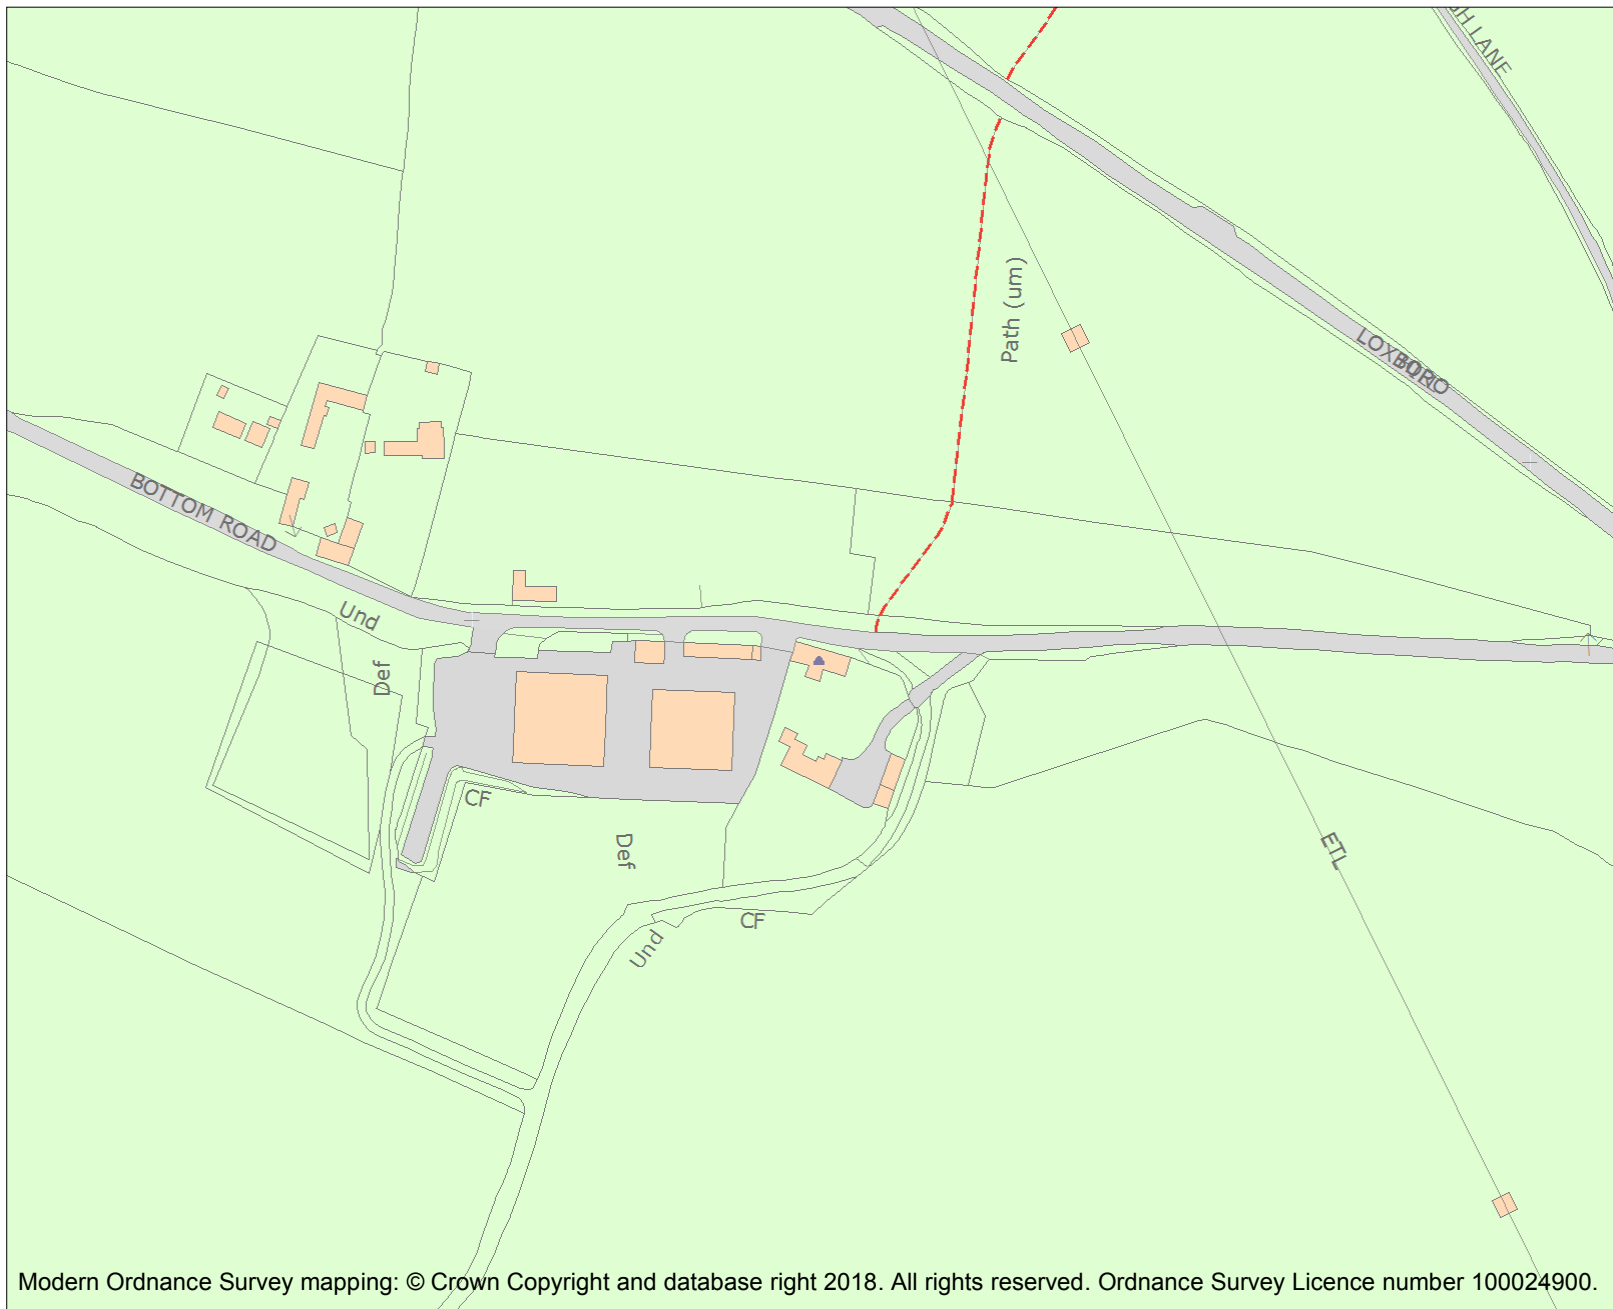 LANE
Path (um)
LOXBORO
BOTTOM ROAD
Und
Def
CF
Def
ETL
CF
Und
Modern Ordnance Survey mapping: © Crown Copyright and database right 2018. All rights reserved. Ordnance Survey Licence number 100024900.